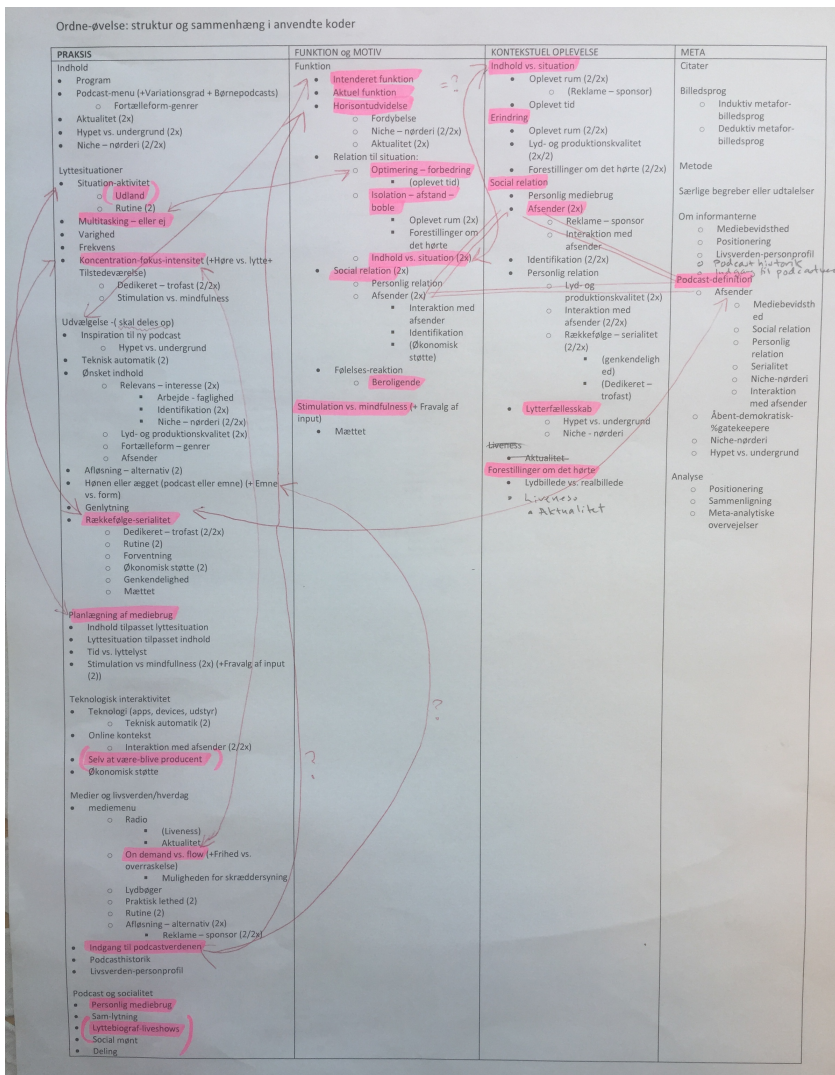 Ordne-øvelse: struktur og sammenhæng i anvendte koder
PRAKSIS
Indhold
Program
Podcast-menu (+Variationsgrad + Børnepodcasts)
Fortælleform-genrer
Aktualitet (2x)
Hypet vs. undergrund (2x)
Niche – nørderi (2/2x)
Lyttesituationer
Situation-aktivitet
Udland
Rutine (2)
Multitasking – eller ej
Varighed
Frekvens
Koncentration-fokus-intensitet (+Høre vs. lytte+
Tilstedeværelse)
Dedikeret – trofast (2/2x)
Stimulation vs. mindfulness
Udvælgelse -( skal deles op)
Inspiration til ny podcast
Hypet vs. undergrund
Teknisk automatik (2)
Ønsket indhold
Relevans – interesse (2x)
Arbejde - faglighed
Identifikation (2x)
Niche – nørderi (2/2x)
Lyd- og produktionskvalitet (2x)
Fortælleform – genrer
Afsender
Afløsning – alternativ (2)
Hønen eller ægget (podcast eller emne) (+ Emne
vs. form)
Genlytning
Rækkefølge-serialitet
Dedikeret – trofast (2/2x)
Rutine (2)
Forventning
Økonomisk støtte (2)
Genkendelighed
Mættet
Planlægning af mediebrug
Indhold tilpasset lyttesituation
Lyttesituation tilpasset indhold
Tid vs. lyttelyst
Stimulation vs mindfullness (2x) (+Fravalg af input
(2))
Teknologisk interaktivitet
Teknologi (apps, devices, udstyr)
Teknisk automatik (2)
Online kontekst
Interaktion med afsender (2/2x)
Selv at være-blive producent
Økonomisk støtte
Medier og livsverden/hverdag
mediemenu
Radio
(Liveness)
Aktualitet
On demand vs. flow (+Frihed vs.
overraskelse)
Muligheden for skræddersyning
Lydbøger
Praktisk lethed (2)
Rutine (2)
Afløsning – alternativ (2x)
Reklame – sponsor (2/2x)
Indgang til podcastverdenen
Podcasthistorik
Livsverden-personprofil
Podcast og socialitet
Personlig mediebrug
Sam-lytning
Lyttebiograf-liveshows
Social mønt
Deling
FUNKTION og MOTIV
Funktion
Intenderet funktion
= ?
Aktuel funktion
Horisontudvidelse
Fordybelse
Niche – nørderi (2/2x)
Aktualitet (2x)
Relation til situation:
Optimering – forbedring
(oplevet tid)
Isolation – afstand –
boble
Oplevet rum (2x)
Forestillinger om
det hørte
Indhold vs. situation (2x)
Social relation (2x)
Personlig relation
Afsender (2x)
Interaktion med
afsender
Identifikation
(Økonomisk
støtte)
Følelses-reaktion
Beroligende
Stimulation vs. mindfulness (+ Fravalg af
input)
Mættet
?
?
KONTEKSTUEL OPLEVELSE
Indhold vs. situation
Oplevet rum (2/2x)
(Reklame – sponsor)
Oplevet tid
Erindring
Oplevet rum (2/2x)
Lyd- og produktionskvalitet
(2x/2)
Forestillinger om det hørte (2/2x)
Social relation
Personlig mediebrug
Afsender (2x)
Reklame – sponsor
Interaktion med
afsender
Identifikation (2/2x)
Personlig relation
Lyd- og
produktionskvalitet (2x)
Interaktion med
afsender (2/2x)
Rækkefølge – serialitet
(2/2x)
(genkendeligh
ed)
(Dedikeret –
trofast)
Lytterfællesskab
Hypet vs. undergrund
Niche - nørderi
Liveness
Aktualitet
Forestillinger om det hørte
Lydbillede vs. realbillede
Liveness
Aktualitet
META
Citater
Billedsprog
Induktiv metafor-
billedsprog
Deduktiv metafor-
billedsprog
Metode
Særlige begreber eller udtalelser
Om informanterne
Mediebevidsthed
Positionering
Livsverden-personprofil
Podcast historik
Indgang til
Podcast-definition
Afsender
Mediebevidsth
ed
Social relation
Personlig
relation
Serialitet
Niche-nørderi
Interaktion
med afsender
Åbent-demokratisk-
%gatekeepere
Niche-nørderi
Hypet vs. undergrund
Analyse
Positionering
Sammenligning
Meta-analytiske
overvejelser